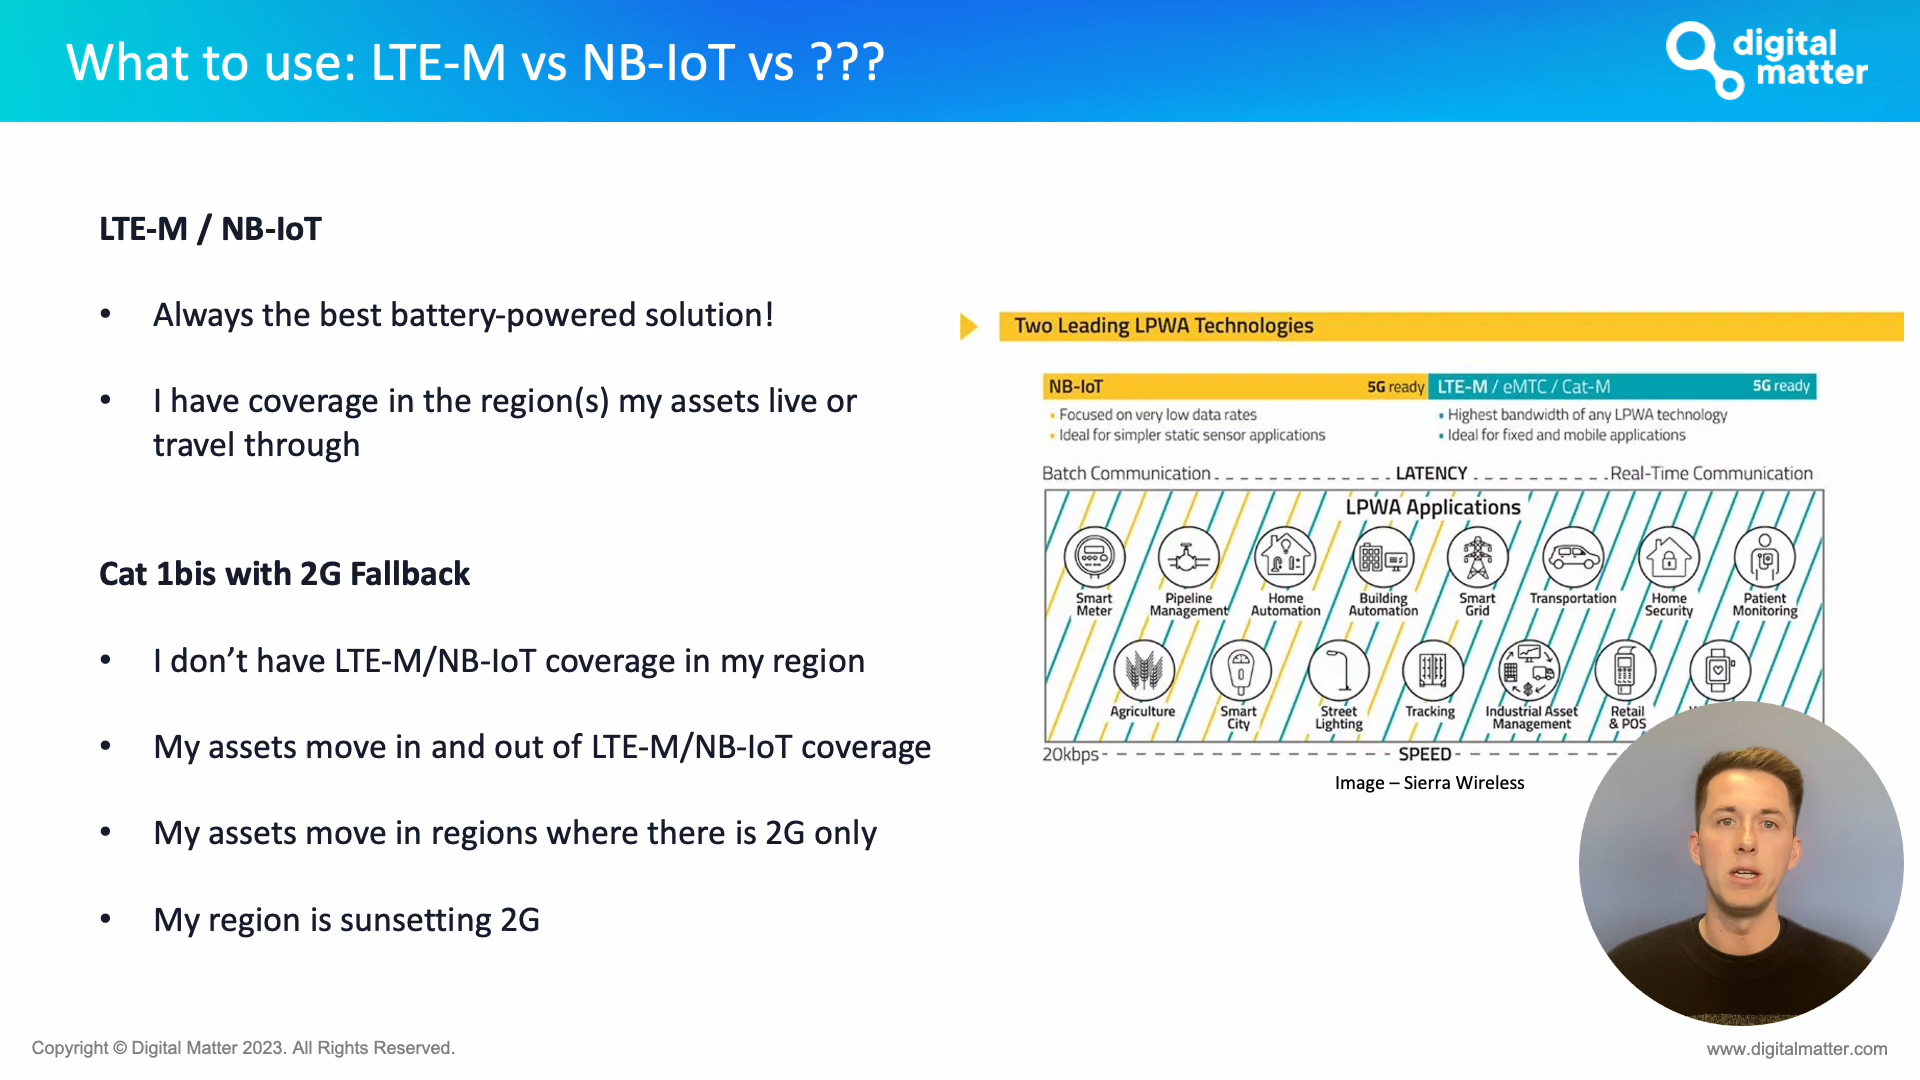 What to use: LTE-M vs NB-IoT vs ???
digital
matter
LTE-M / NB-IoT
• Always the best battery-powered solution!
• I have coverage in the region(s) my assets live or
travel through
Cat 1bis with 2G Fallback
• I don’t have LTE-M/NB-IoT coverage in my region
• My assets move in and out of LTE-M/NB-IoT coverage
• My assets move in regions where there is 2G only
• My region is sunsetting 2G
Two Leading LPWA Technologies
NB-IoT 5G ready LTE-M / eMTC / Cat-M 5G ready
• Focused on very low data rates
• Ideal for simpler static sensor applications
• Highest bandwidth of any LPWA technology
• Ideal for fixed and mobile applications
Batch Communication LATENCY Real-Time Communication
LPWA Applications
Smart
Meter
Pipeline
Management
Home
Automation
Building
Automation
Smart
Grid
Transportation
Home
Security
Patient
Monitoring
Agriculture
Smart
City
Street
Lighting
Tracking
Industrial Asset
Management
Retail
& POS
20kbps SPEED
Image – Sierra Wireless
Copyright © Digital Matter 2023. All Rights Reserved.
www.digitalmatter.com